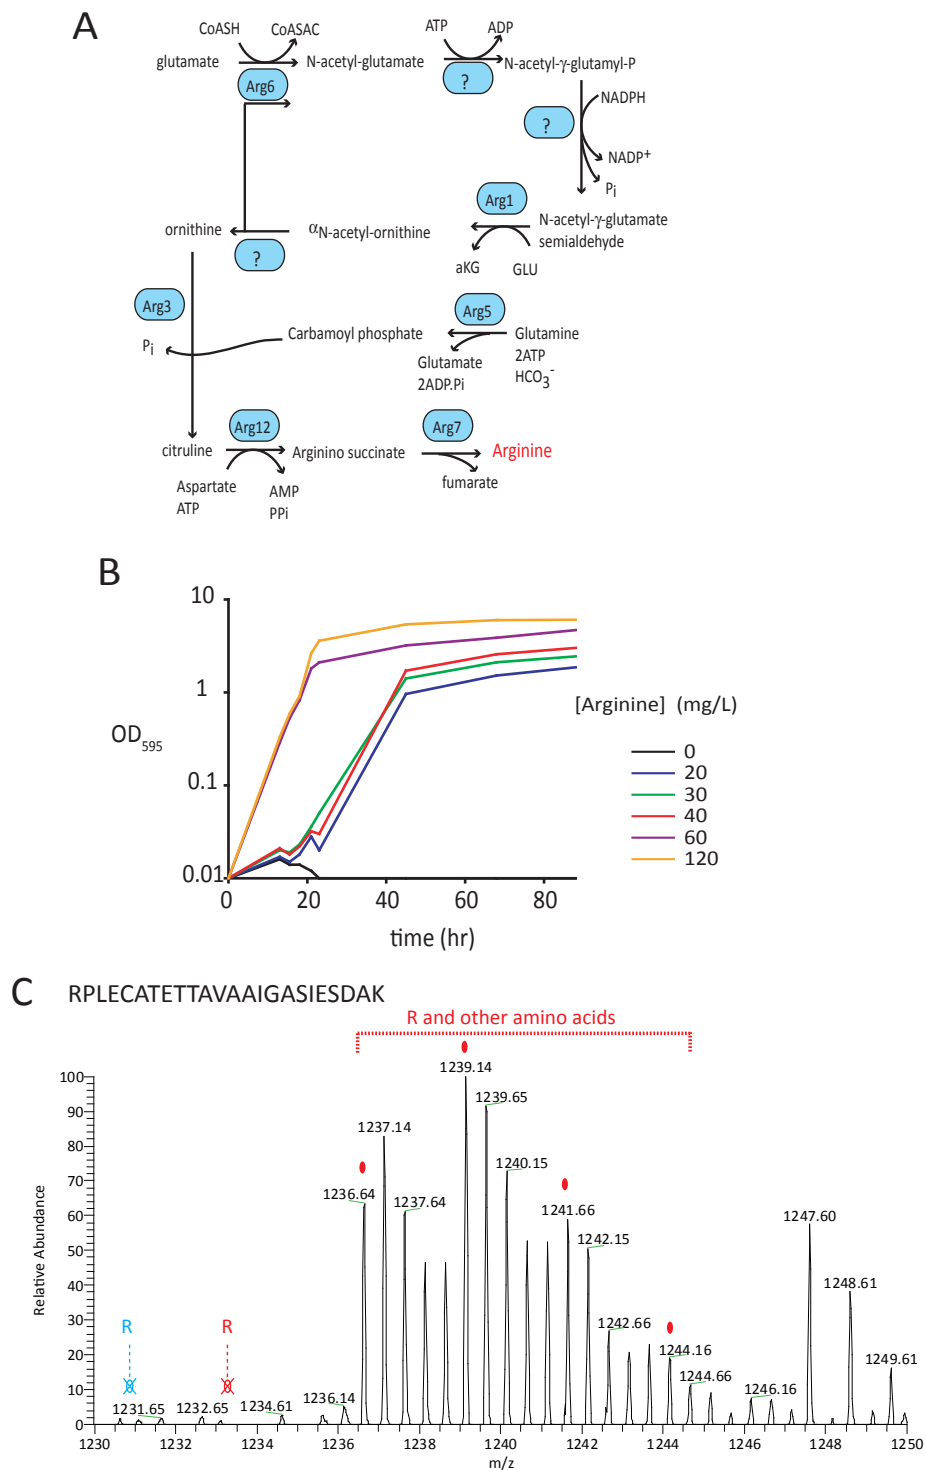 A
CoASH CoASAC ATP ADP
glutamate N-acetyl-glutamate N-acetyl-γ-glutamyl-P
Arg6 ?
NADPH
?
NADP+
Pi
Arg1
N-acetyl-γ-glutamate
semialdehyde
ornithine αN-acetyl-ornithine
?
aKG GLU
Arg3
Arg5
Carbamoyl phosphate Glutamine
2ATP
HCO3-
Pi
Glutamate
2ADP.Pi
Arg12 Arg7
citruline Arginino succinate Arginine
Aspartate
ATP
AMP
PPi
fumarate
B
10
1
OD595
0.1
0.01
0 20 40 60 80
time (hr)
[Arginine] (mg/L)
0
20
30
40
60
120
C RPLECATETTAVAAIGASIESDAK
R and other amino acids
1239.14
1239.65
1237.14
1240.15
1236.64
1237.64
1241.66
1242.15
1247.60
1248.61
1242.66
1244.16
1244.66
1249.61
R R
1231.65 1232.65 1234.61 1236.14 1246.16
100
90
80
70
60
50
40
30
20
10
0
Relative Abundance
1230 1232 1234 1236 1238 1240 1242 1244 1246 1248 1250
m/z